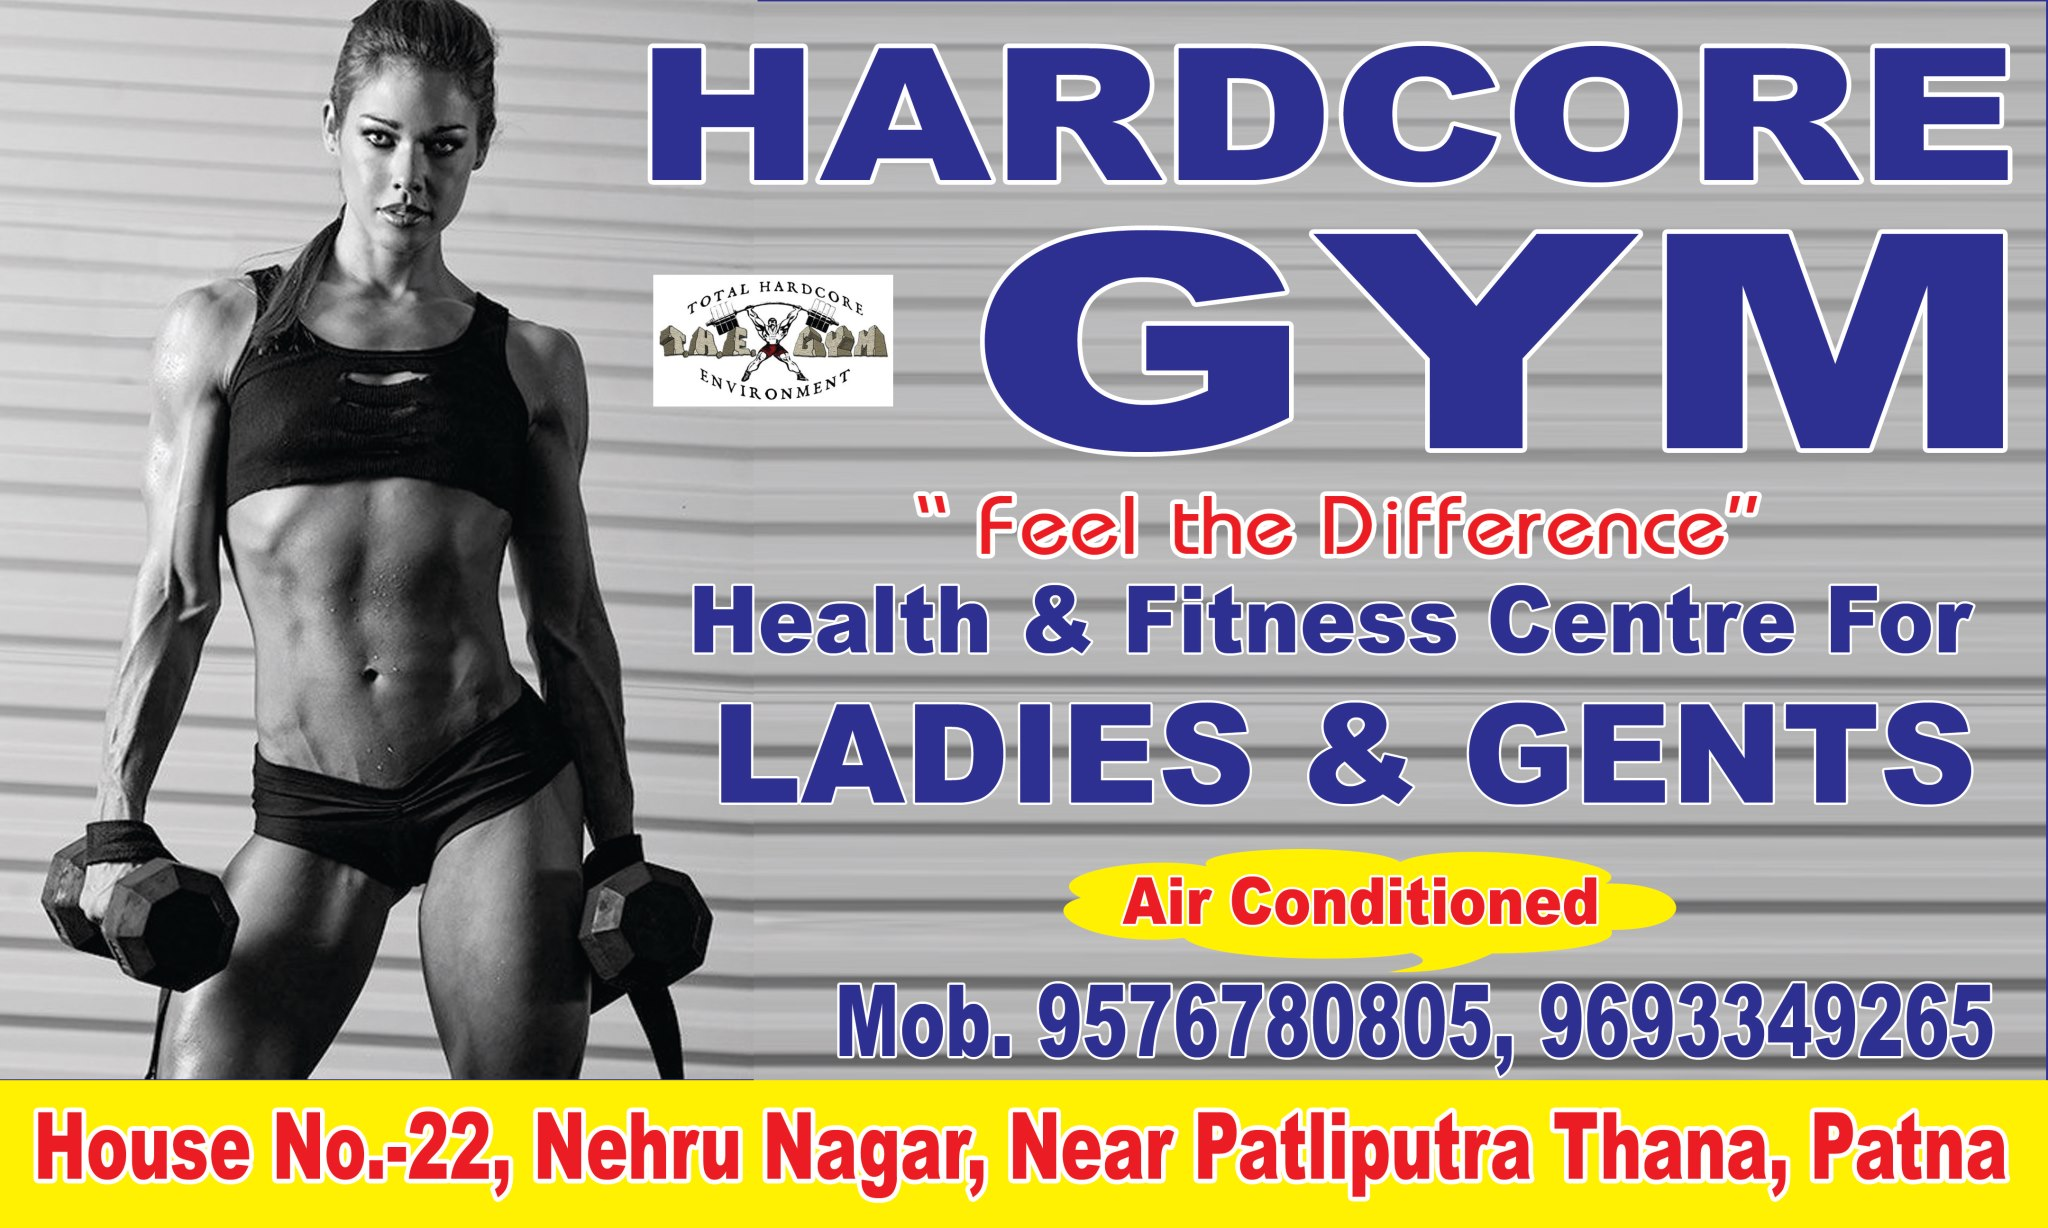 HARDCORE
GYM
TOTAL HARDCORE
T.H.E. GYM
ENVIRONMENT
“ Feel the Difference”
Health & Fitness Centre For
LADIES & GENTS
Air Conditioned
Mob. 9576780805, 9693349265
House No.-22, Nehru Nagar, Near Patliputra Thana, Patna